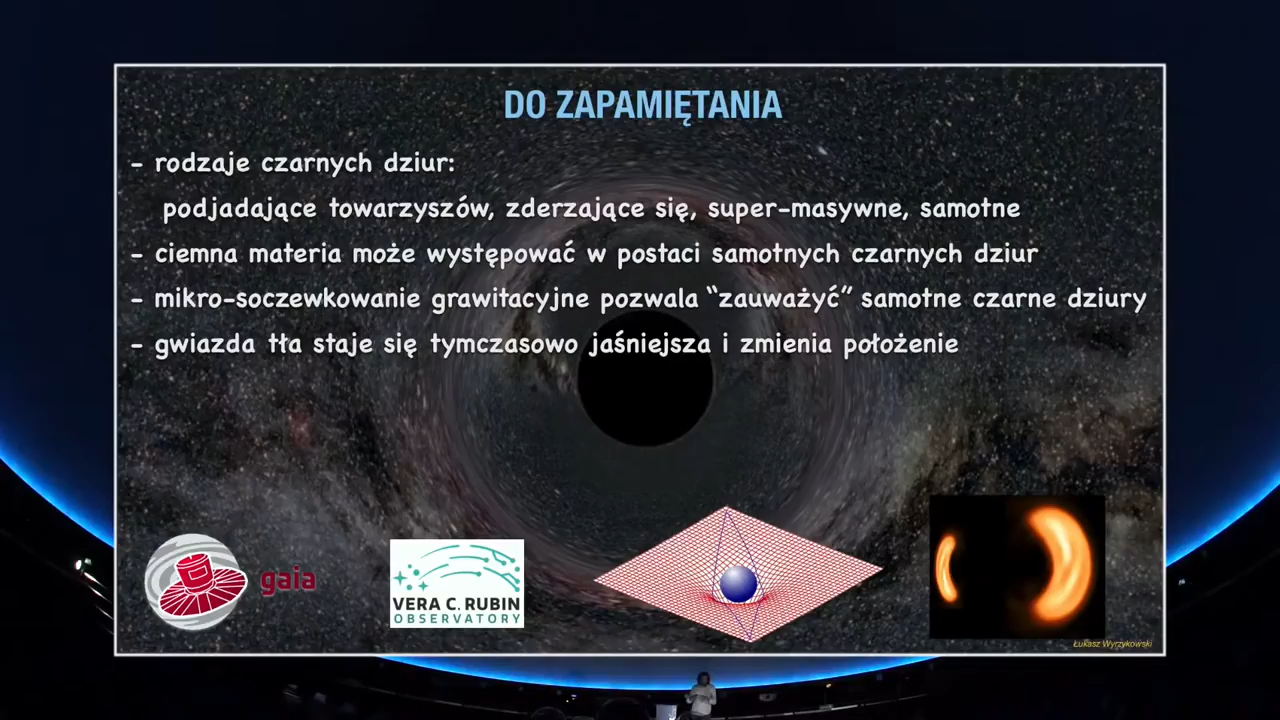 DO ZAPAMIĘTANIA
- rodzaje czarnych dziur:
podjadające towarzyszów, zderzające się, super-masywne, samotne
- ciemna materia może występować w postaci samotnych czarnych dziur
- mikro-soczewkowanie grawitacyjne pozwala “zauważyć” samotne czarne dziury
- gwiazda tła staje się tymczasowo jaśniejsza i zmienia położenie
gaia
VERA C. RUBIN
OBSERVATORY
Łukasz Wyrzykowski